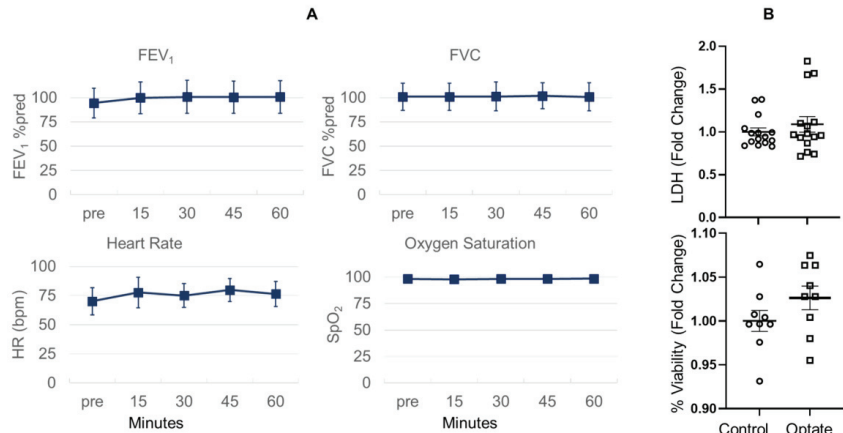 A
B
FEV1
FVC
FEV1 %pred
100
75
50
25
0
pre 15 30 45 60
FVC %pred
100
75
50
25
0
pre 15 30 45 60
Heart Rate
Oxygen Saturation
HR (bpm)
100
75
50
25
0
pre 15 30 45 60
Minutes
SpO2
100
75
50
25
0
pre 15 30 45 60
Minutes
LDH (Fold Change)
2.0
1.5
1.0
0.5
0.0
% Viability (Fold Change)
1.10
1.05
1.00
0.95
0.90
Control Optate